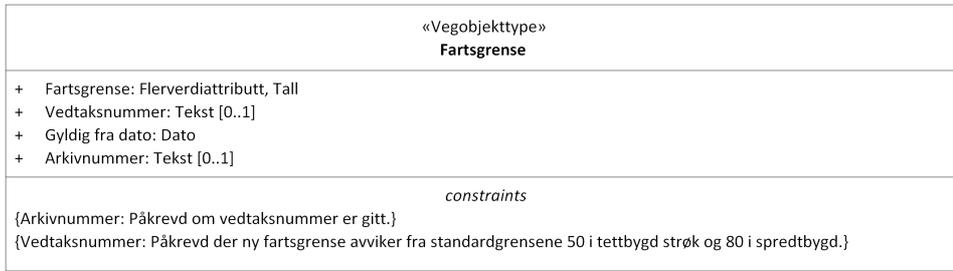 «Vegobjekttype»
Fartsgrense
+ Fartsgrense: Flerverdiattributt, Tall
+ Vedtaksnummer: Tekst [0..1]
+ Gyldig fra dato: Dato
+ Arkivnummer: Tekst [0..1]
constraints
{Arkivnummer: Påkrevd om vedtaksnummer er gitt.}
{Vedtaksnummer: Påkrevd der ny fartsgrense avviker fra standardgrensene 50 i tettbygd strøk og 80 i spredtbygd.}